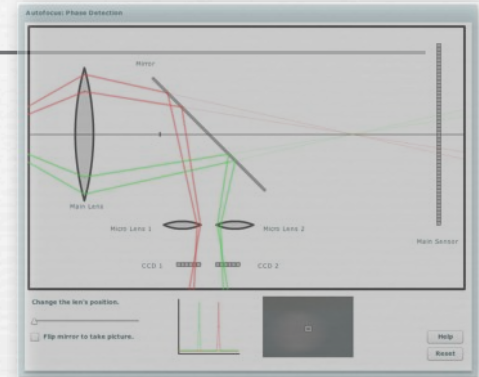 Autofocus: Phase Detection
Mirror
Main Lens
Micro Lens 1
Micro Lens 2
Main Sensor
CCD 1
CCD 2
Change the len's position.
Flip mirror to take picture.
Help
Reset